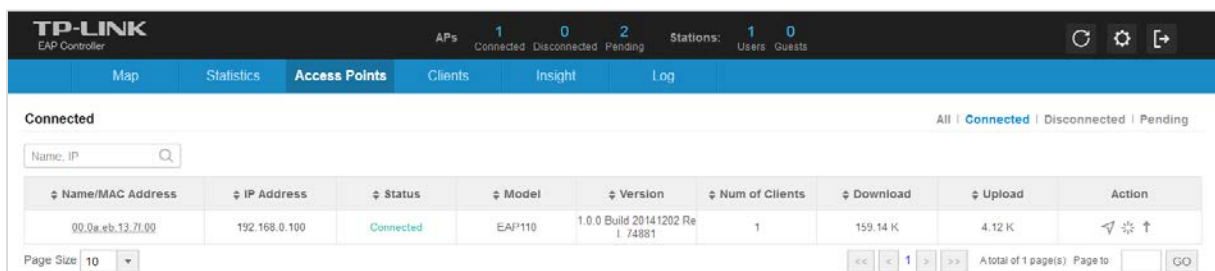 TP-LINK
EAP Controller
APs 1 Connected 0 Disconnected 2 Pending Stations: 1 Users 0 Guests
Map Statistics Access Points Clients Insight Log
Connected
All | Connected | Disconnected | Pending
Name, IP
Name/MAC Address IP Address Status Model Version Num of Clients Download Upload Action
00.0a.eb.13.7f.00 192.168.0.100 Connected EAP110 1.0.0 Build 20141202 Re l. 74881 1 159.14 K 4.12 K
Page Size 10 << < 1 > >> A total of 1 page(s) Page to GO